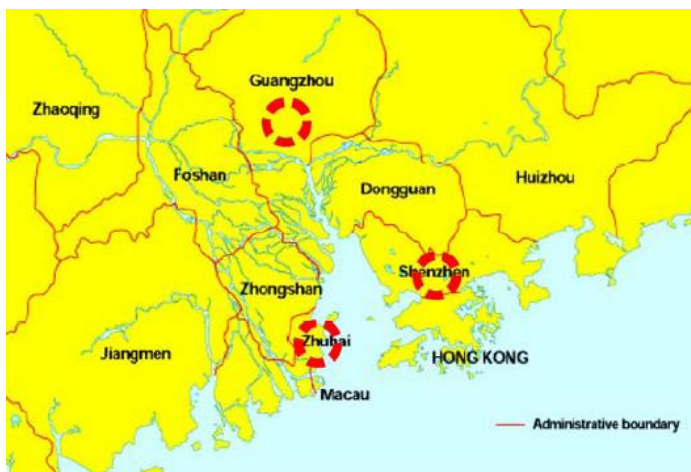 Guangzhou
Zhaoqing
Foshan
Dongguan
Huizhou
Shenzhen
Zhongshan
Zhuhai
Jiangmen
HONG KONG
Macau
Administrative boundary